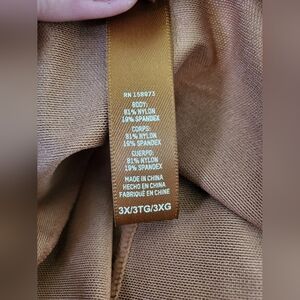 RN 158973
BODY:
81% NYLON
19% SPANDEX
CORPS:
81% NYLON
19% SPANDEX
CUERPO:
81% NYLON
19% SPANDEX
MADE IN CHINA
HECHO EN CHINA
FABRIQUÉ EN CHINE
3X/3TG/3XG